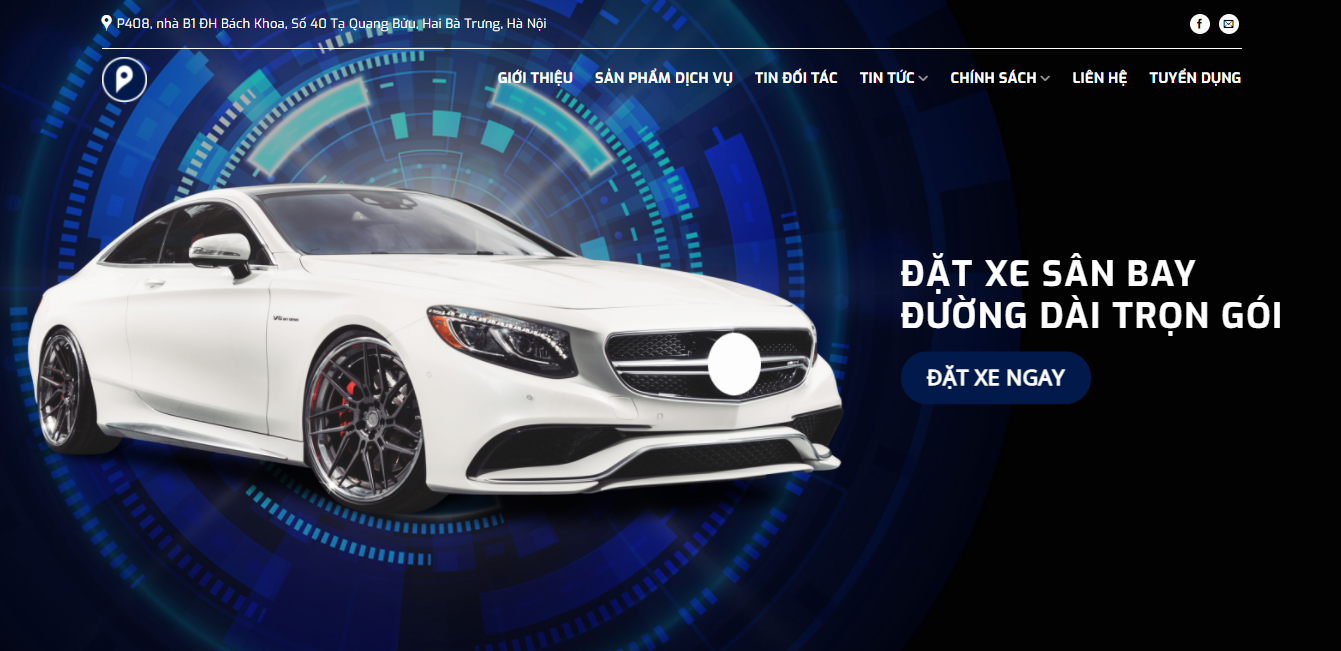 P408, nhà B1 ĐH Bách Khoa, Số 40 Tạ Quang Bửu, Hai Bà Trưng, Hà Nội
GIỚI THIỆU SẢN PHẨM DỊCH VỤ TIN ĐỐI TÁC TIN TỨC CHÍNH SÁCH LIÊN HỆ TUYỂN DỤNG
ĐẶT XE SÂN BAY
ĐƯỜNG DÀI TRỌN GÓI
ĐẶT XE NGAY